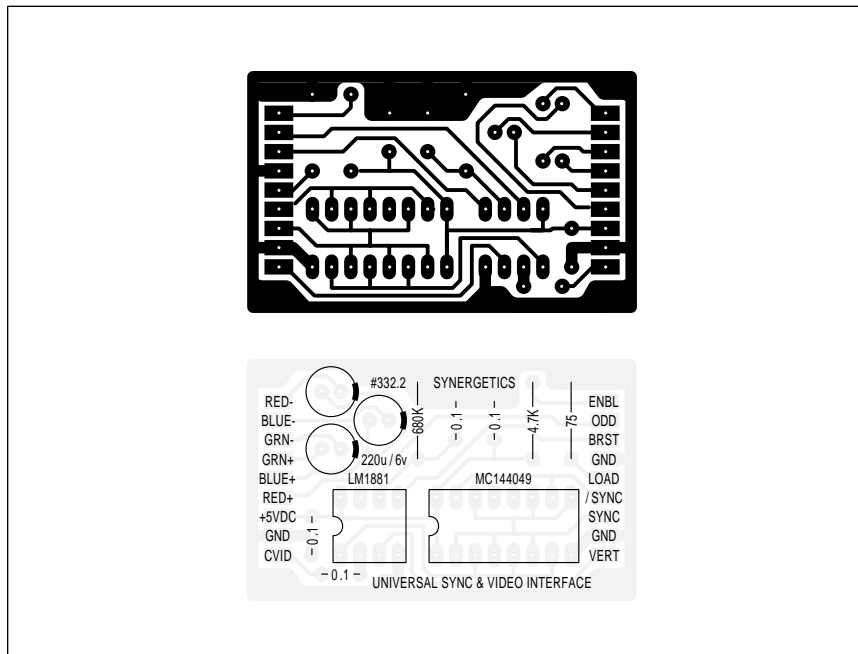 #332.2 SYNERGETICS
RED-
BLUE-
GRN-
GRN+
BLUE+
RED+
+5VDC
GND
CVID
680K
-0.1-
-0.1-
4.7K
75
220u / 6v
LM1881
MC144049
-0.1-
-0.1-
ENBL
ODD
BRST
GND
LOAD
/ SYNC
SYNC
GND
VERT
UNIVERSAL SYNC & VIDEO INTERFACE